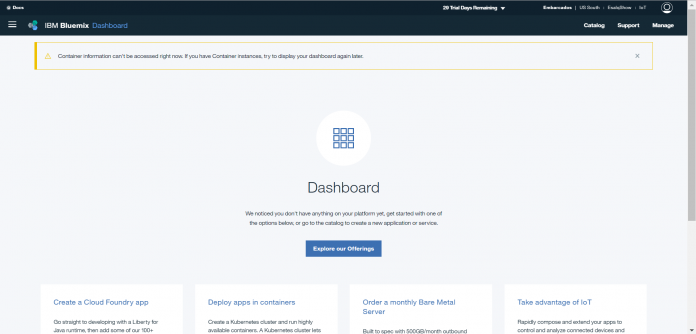 Docs
29 Trial Days Remaining
Embarcados | US South : EsalqShow : IoT
IBM Bluemix Dashboard
Catalog Support Manage
Container information can't be accessed right now. If you have Container instances, try to display your dashboard again later.
Dashboard
We noticed you don't have anything on your platform yet, get started with one of
the options below, or go to the catalog to create a new application or service.
Explore our Offerings
Create a Cloud Foundry app
Go straight to developing with a Liberty for
Java runtime, then add some of our 100+
Deploy apps in containers
Create a Kubernetes cluster and run highly
available containers. A Kubernetes cluster lets
Order a monthly Bare Metal
Server
Built to spec with 500GB/month outbound
Take advantage of IoT
Rapidly compose and extend your apps to
control and analyze connected devices and